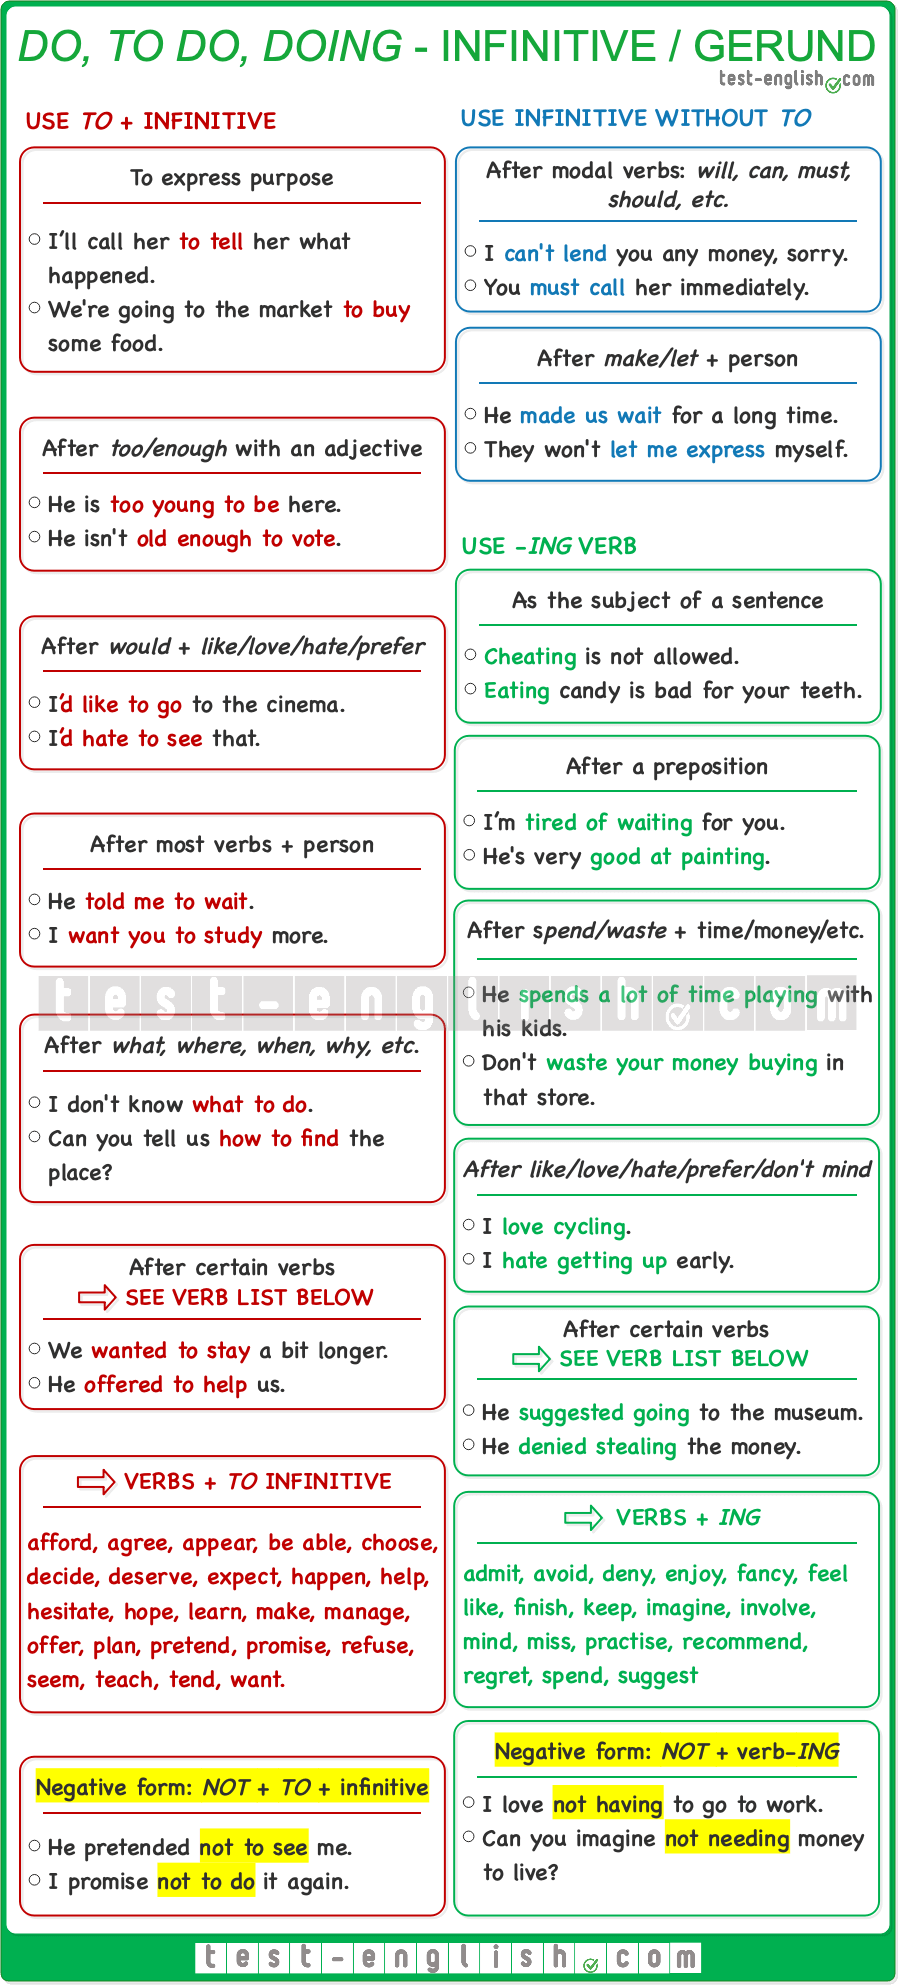 DO, TO DO, DOING - INFINITIVE / GERUND
test-english.com
USE TO + INFINITIVE
To express purpose
I'll call her to tell her what
happened.
We're going to the market to buy
some food.
After too/enough with an adjective
He is too young to be here.
He isn't old enough to vote.
After would + like/love/hate/prefer
I'd like to go to the cinema.
I'd hate to see that.
After most verbs + person
He told me to wait.
I want you to study more.
After what, where, when, why, etc.
I don't know what to do.
Can you tell us how to find the
place?
After certain verbs
SEE VERB LIST BELOW
We wanted to stay a bit longer.
He offered to help us.
VERBS + TO INFINITIVE
afford, agree, appear, be able, choose,
decide, deserve, expect, happen, help,
hesitate, hope, learn, make, manage,
offer, plan, pretend, promise, refuse,
seem, teach, tend, want.
Negative form: NOT + TO + infinitive
He pretended not to see me.
I promise not to do it again.
USE INFINITIVE WITHOUT TO
After modal verbs: will, can, must,
should, etc.
I can't lend you any money, sorry.
You must call her immediately.
After make/let + person
He made us wait for a long time.
They won't let me express myself.
USE -ING VERB
As the subject of a sentence
Cheating is not allowed.
Eating candy is bad for your teeth.
After a preposition
I'm tired of waiting for you.
He's very good at painting.
After spend/waste + time/money/etc.
He spends a lot of time playing with
his kids.
Don't waste your money buying in
that store.
After like/love/hate/prefer/don't mind
I love cycling.
I hate getting up early.
After certain verbs
SEE VERB LIST BELOW
He suggested going to the museum.
He denied stealing the money.
VERBS + ING
admit, avoid, deny, enjoy, fancy, feel
like, finish, keep, imagine, involve,
mind, miss, practise, recommend,
regret, spend, suggest
Negative form: NOT + verb-ING
I love not having to go to work.
Can you imagine not needing money
to live?
test-english.com
test-english.com